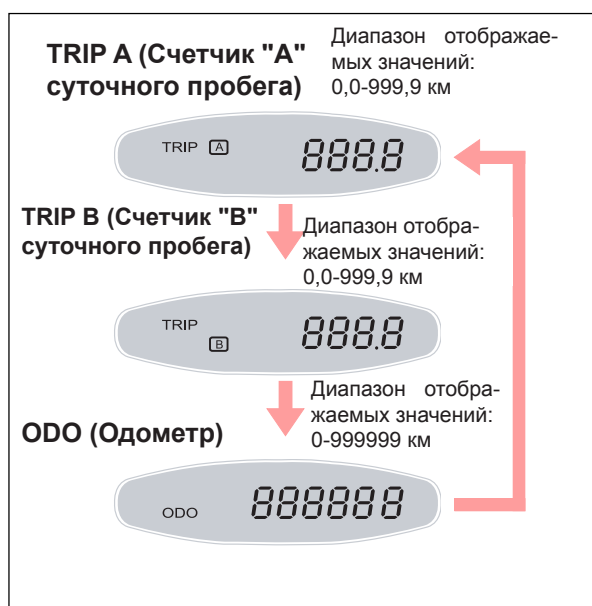 TRIP A (Счетчик "А"
суточного пробега)
Диапазон отображае-
мых значений:
0,0-999,9 км
TRIP A 888.8
TRIP B (Счетчик "В"
суточного пробега)
Диапазон отобра-
жаемых значений:
0,0-999,9 км
TRIP
B 888.8
Диапазон отобра-
жаемых значений:
0-999999 км
ODO (Одометр)
ODO 888888